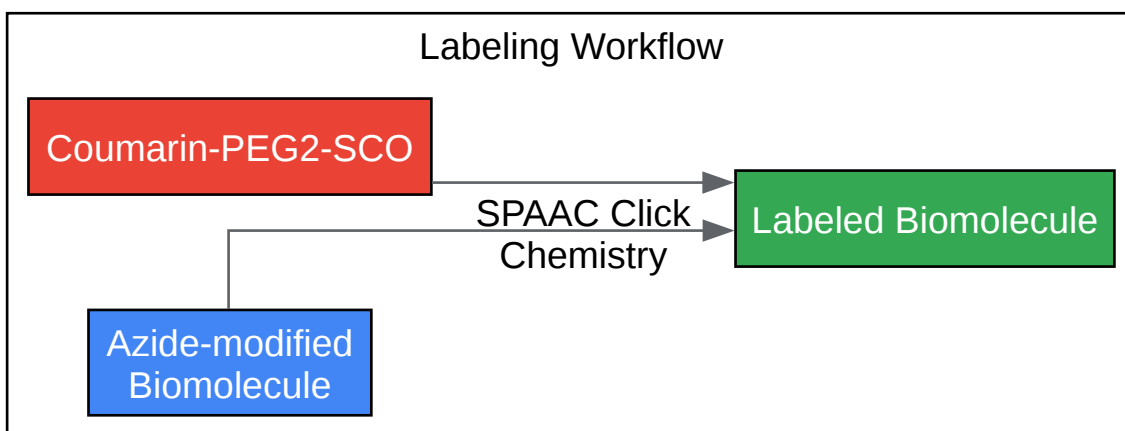 Labeling Workflow
Coumarin-PEG2-SCO
SPAAC Click
Chemistry
Labeled Biomolecule
Azide-modified
Biomolecule